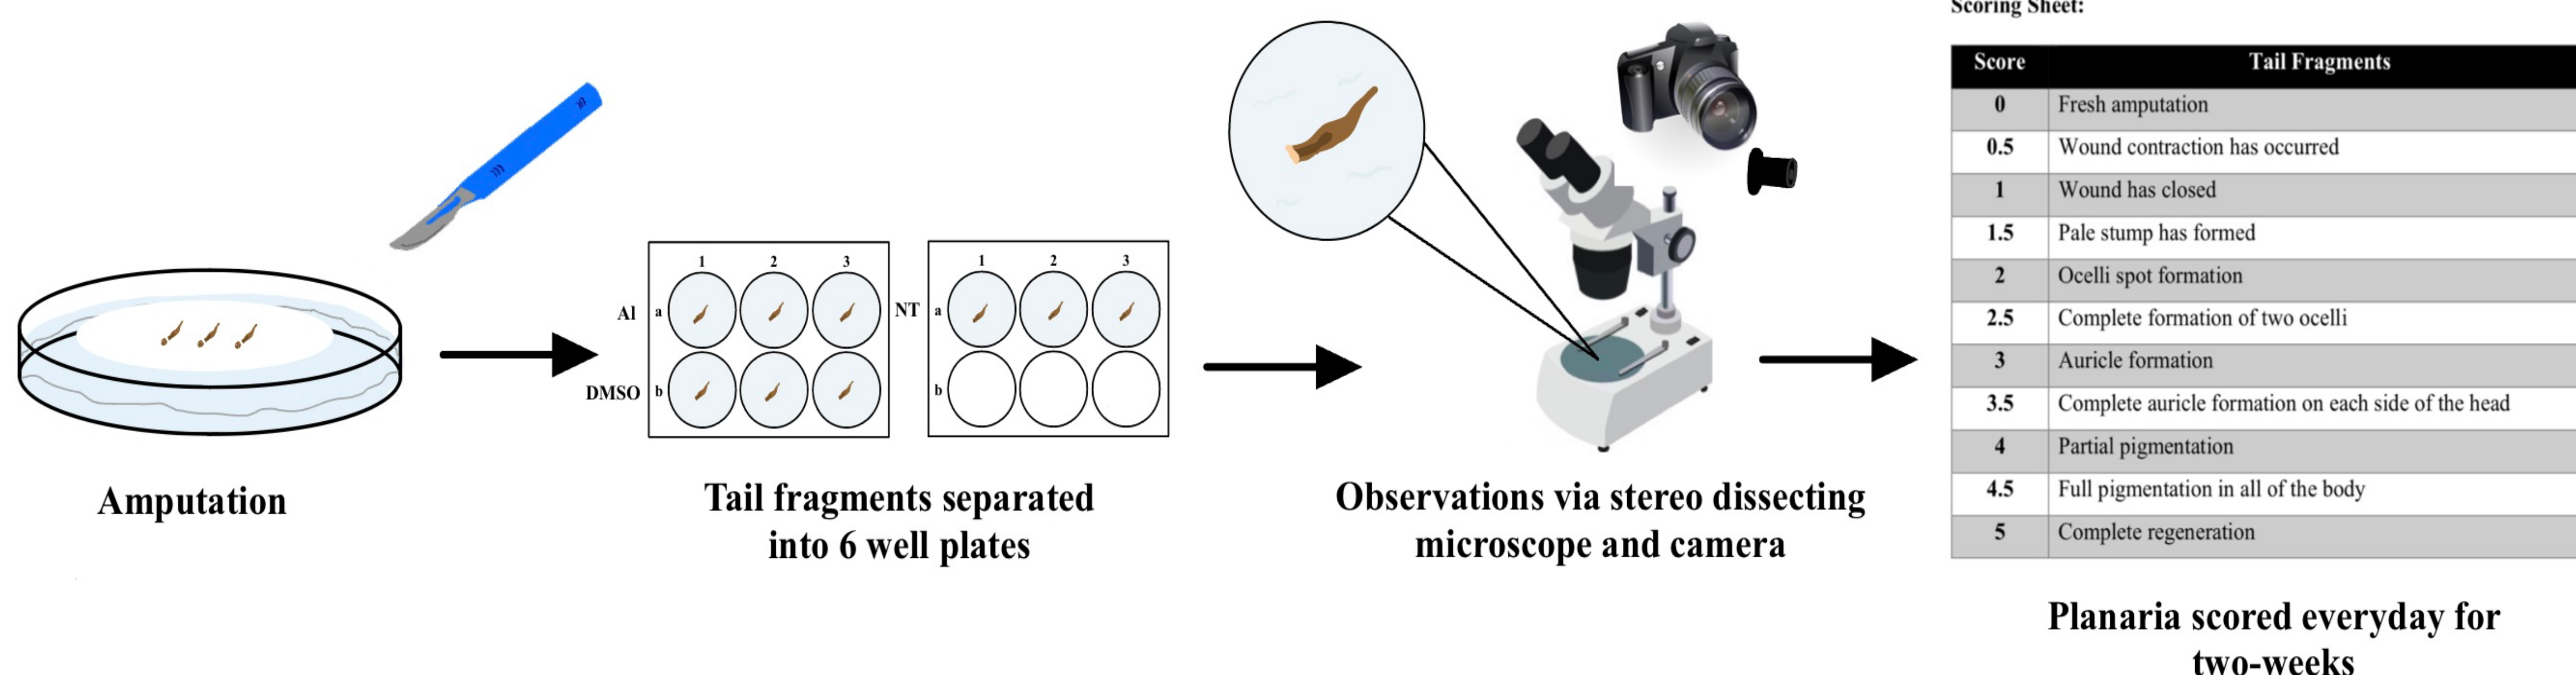 Scoring Sheet:
Score Tail Fragments
0 Fresh amputation
0.5 Wound contraction has occurred
1 Wound has closed
1.5 Pale stump has formed
2 Ocelli spot formation
2.5 Complete formation of two ocelli
3 Auricle formation
3.5 Complete auricle formation on each side of the head
4 Partial pigmentation
4.5 Full pigmentation in all of the body
5 Complete regeneration
1 2 3
Al a
DMSO b
1 2 3
NT a
b
Amputation
Tail fragments separated
into 6 well plates
Observations via stereo dissecting
microscope and camera
Planaria scored everyday for
two-weeks